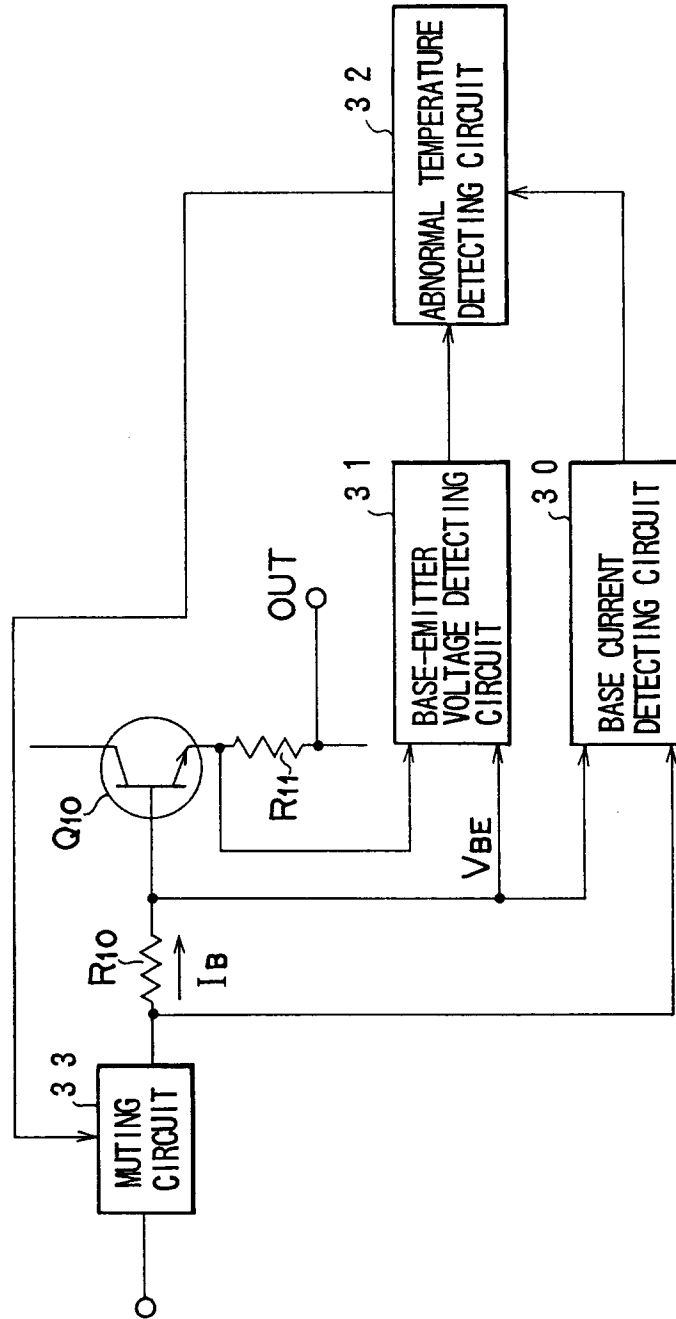 33
MUTING
CIRCUIT
R10
IB
Q10
R11
OUT
VBE
31
BASE-EMITTER
VOLTAGE DETECTING
CIRCUIT
30
BASE CURRENT
DETECTING CIRCUIT
32
ABNORMAL TEMPERATURE
DETECTING CIRCUIT